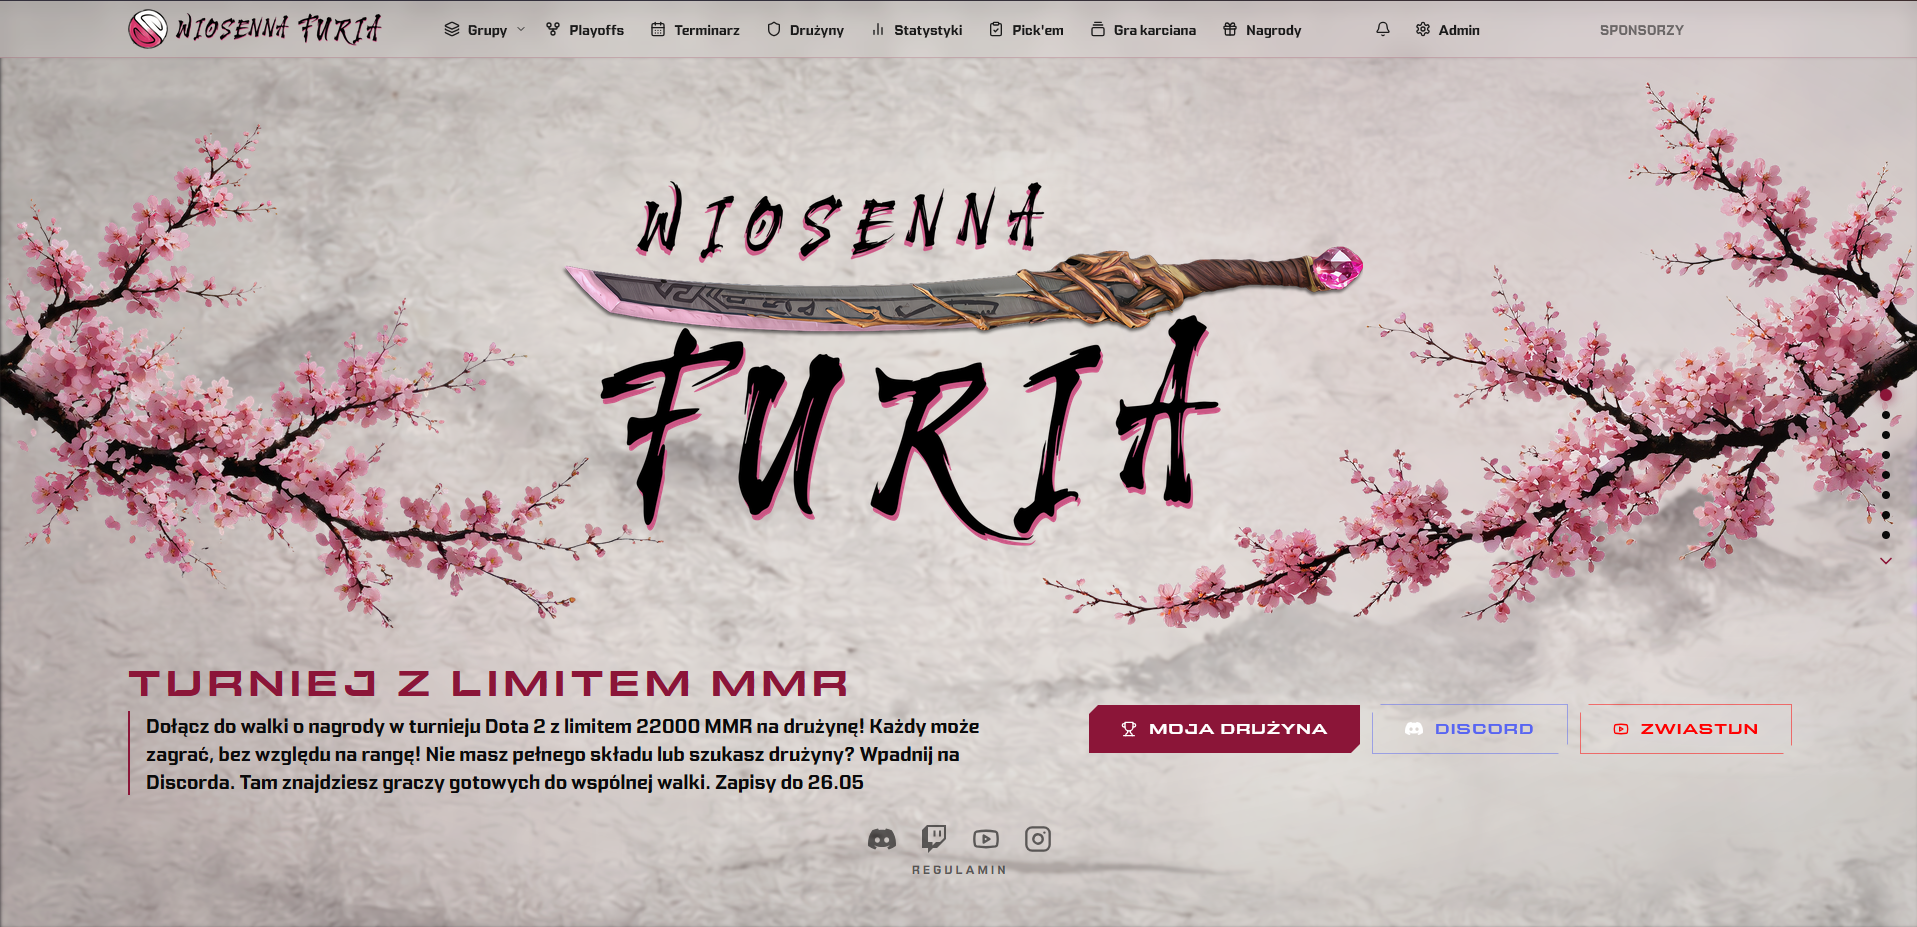 WIOSENNA FURIA
Grupy
Playoffs
Terminarz
Drużyny
Statystyki
Pick'em
Gra karciana
Nagrody
Admin
SPONSORZY
WIOSENNA
FURIA
TURNIEJ Z LIMITEM MMR
Dołącz do walki o nagrody w turnieju Dota 2 z limitem 22000 MMR na drużynę! Każdy może
zagrać, bez względu na rangę! Nie masz pełnego składu lub szukasz drużyny? Wpadnij na
Discorda. Tam znajdziesz graczy gotowych do wspólnej walki. Zapisy do 26.05
MOJA DRUŻYNA
DISCORD
ZWIASTUN
REGULAMIN